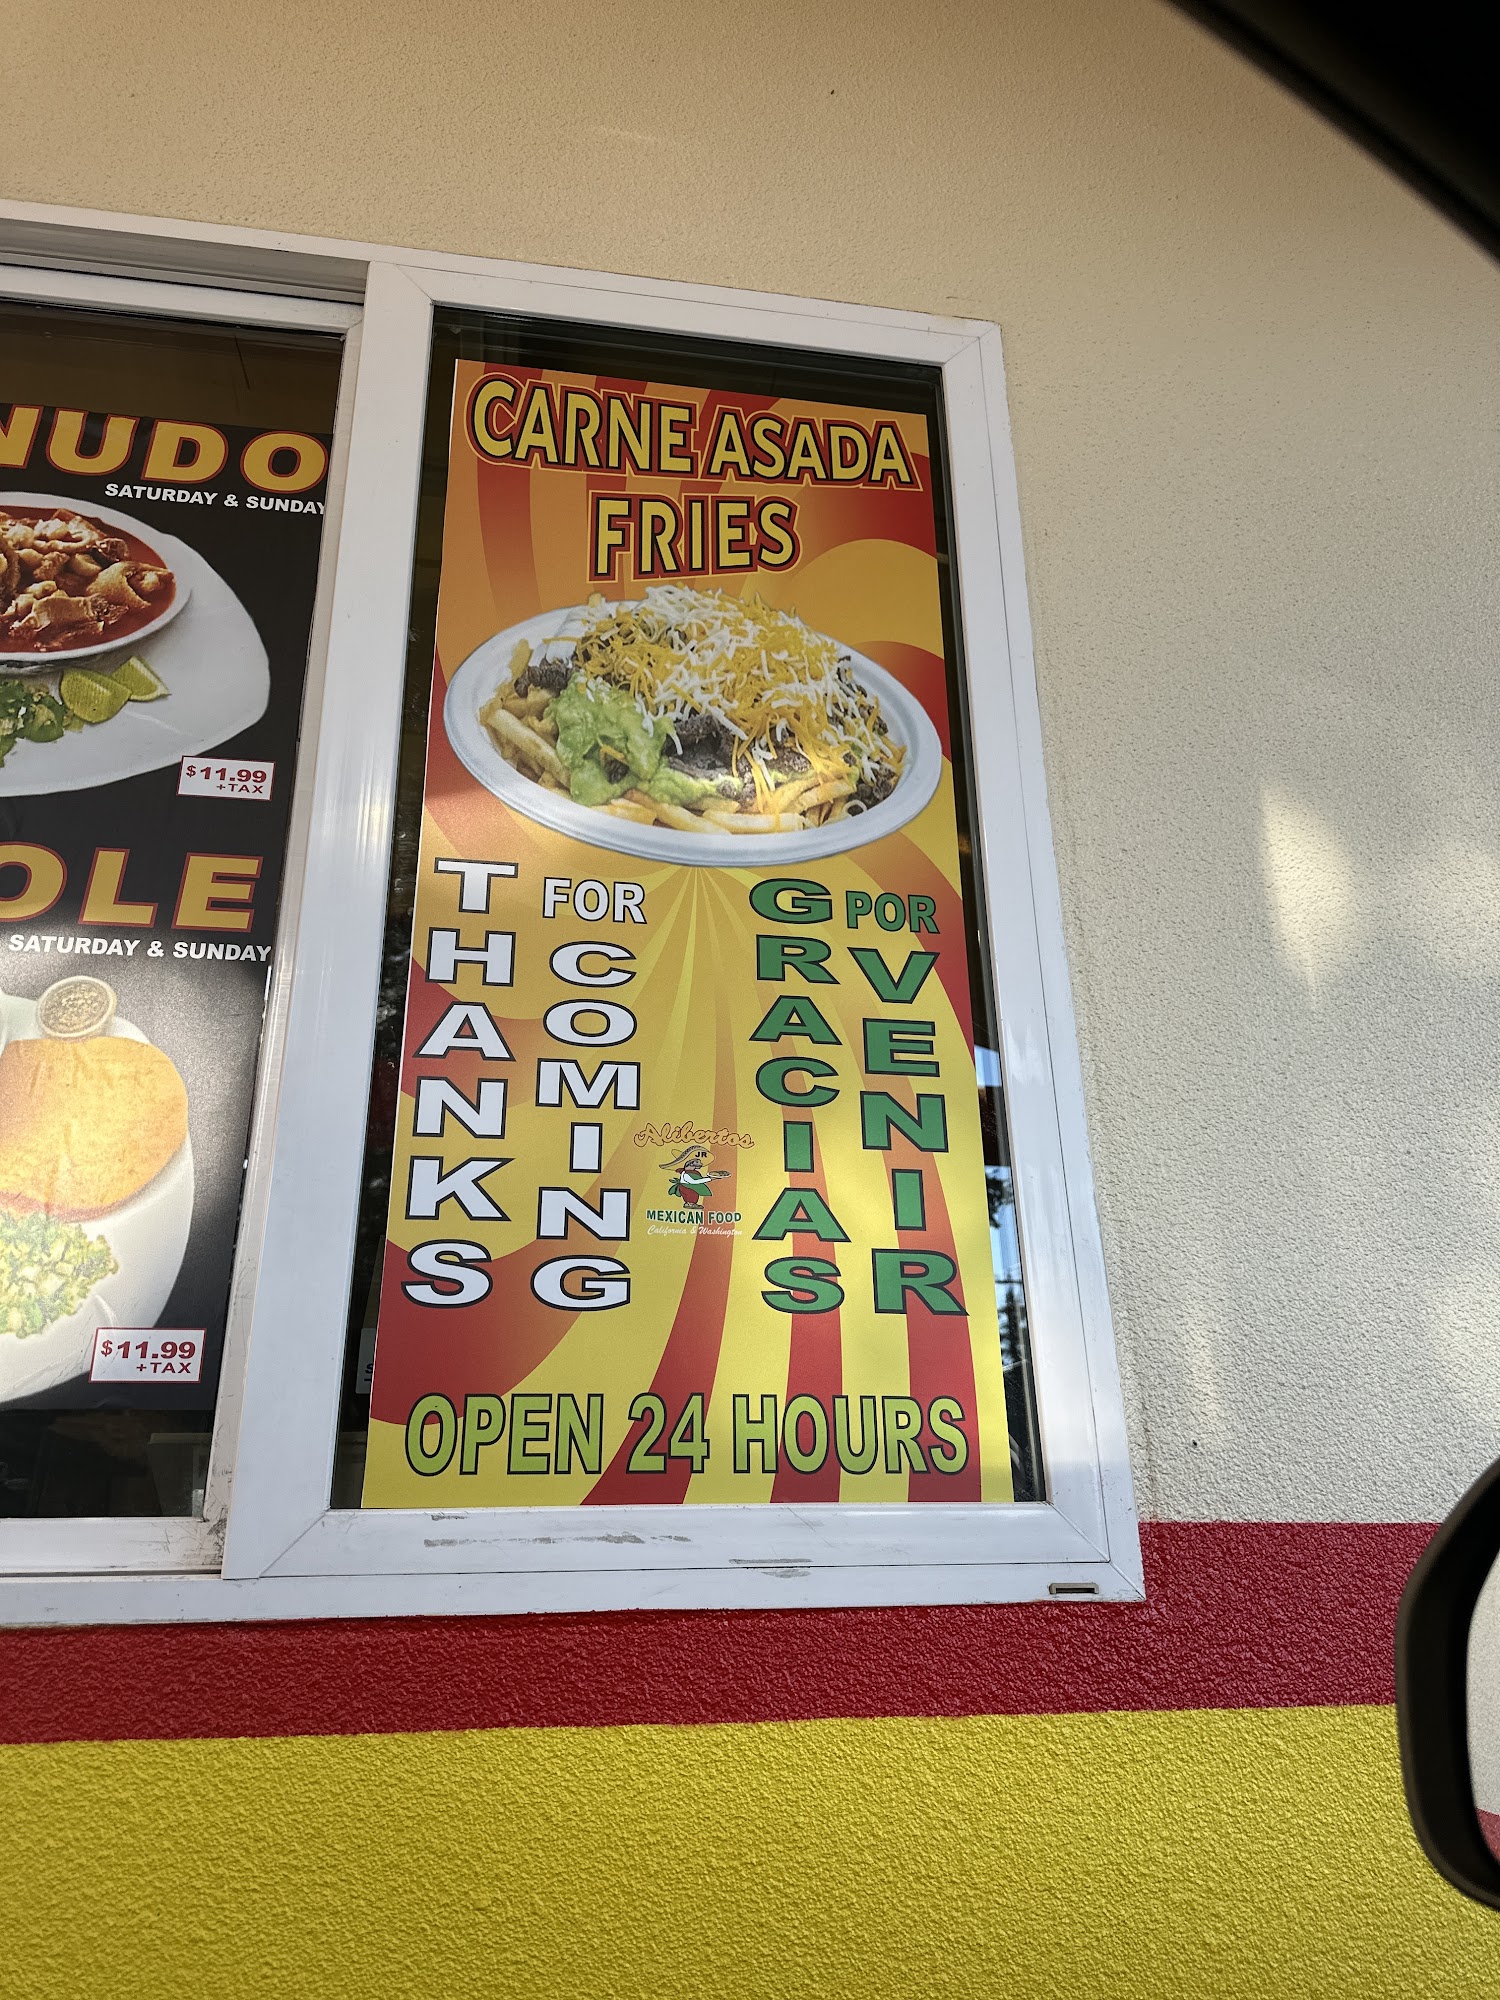 NUDO
SATURDAY & SUNDAY
$11.99
+TAX
OLE
SATURDAY & SUNDAY
$11.99
+TAX
CARNE ASADA
FRIES
THANKS
FOR
COMING
GRACIAS
POR
VENIR
Alibertos
JR
MEXICAN FOOD
California & Washington
OPEN 24 HOURS